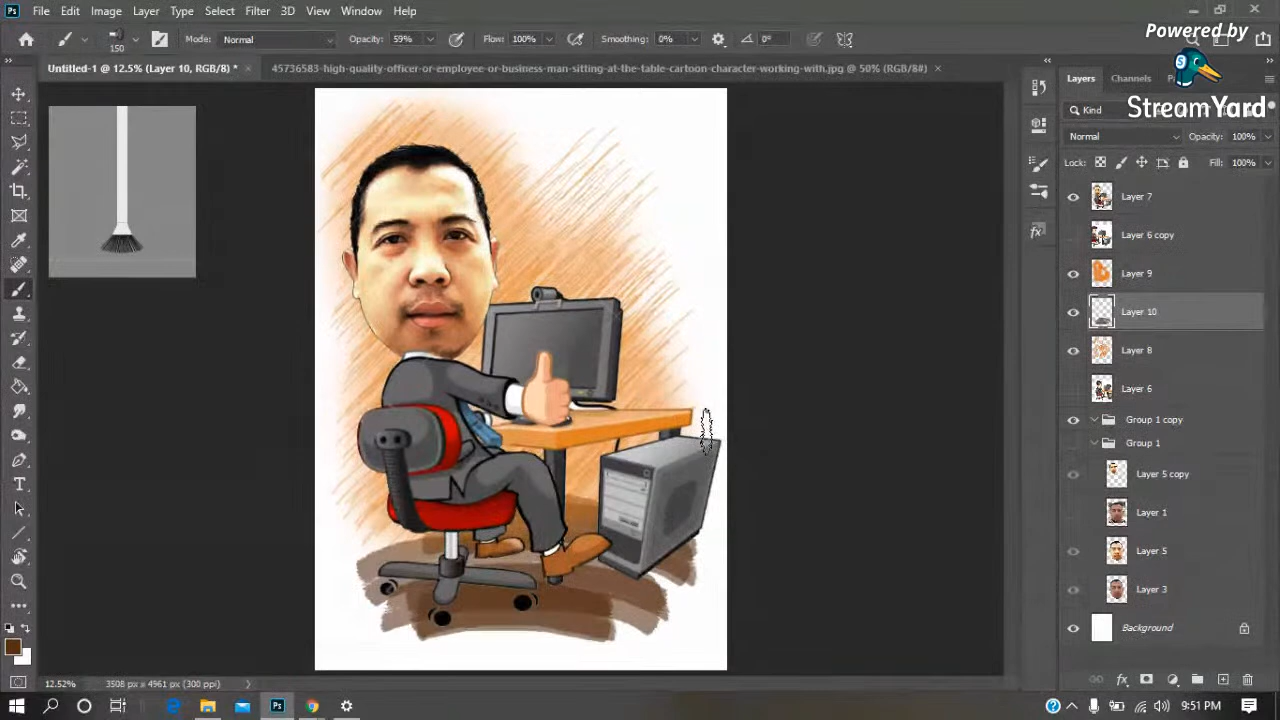 Ps File Edit Image Layer Type Select Filter 3D View Window Help
150 Mode: Normal Opacity: 59% Flow: 100% Smoothing: 0% 0°
Powered by
StreamYard
Untitled-1 @ 12.5% (Layer 10, RGB/8) * × 45736583-high-quality-officer-or-employee-or-business-man-sitting-at-the-table-cartoon-character-working-with.jpg @ 50% (RGB/8#) ×
Layers Channels
Kind
Normal Opacity: 100%
Lock: Fill: 100%
Layer 7
Layer 6 copy
Layer 9
Layer 10
Layer 8
Layer 6
Group 1 copy
Group 1
Layer 5 copy
Layer 1
Layer 5
Layer 3
Background
12.52% 3508 px x 4961 px (300 ppi)
Ps 9:51 PM